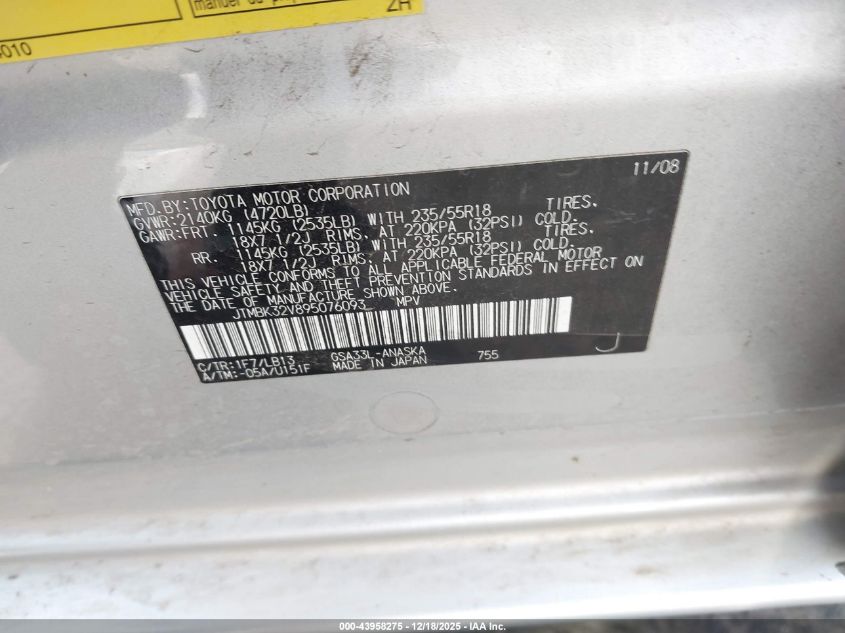 manuel du
2H
010
11/08
MFD.BY:TOYOTA MOTOR CORPORATION
GVWR:2140KG (4720LB)
GAWR:FRT. 1145KG (2535LB) WITH 235/55R18 TIRES,
18X7 1/2J RIMS, AT 220KPA (32PSI) COLD.
RR. 1145KG (2535LB) WITH 235/55R18 TIRES,
18X7 1/2J RIMS, AT 220KPA (32PSI) COLD.
THIS VEHICLE CONFORMS TO ALL APPLICABLE FEDERAL MOTOR
VEHICLE SAFETY AND THEFT PREVENTION STANDARDS IN EFFECT ON
THE DATE OF MANUFACTURE SHOWN ABOVE.
JTMBK32V895076093 MPV
C/TR:1F7/LB13 GSA33L-ANASKA 755 J
A/TM:-05A/U151F MADE IN JAPAN
000-43958275 - 12/18/2025 - IAA Inc.